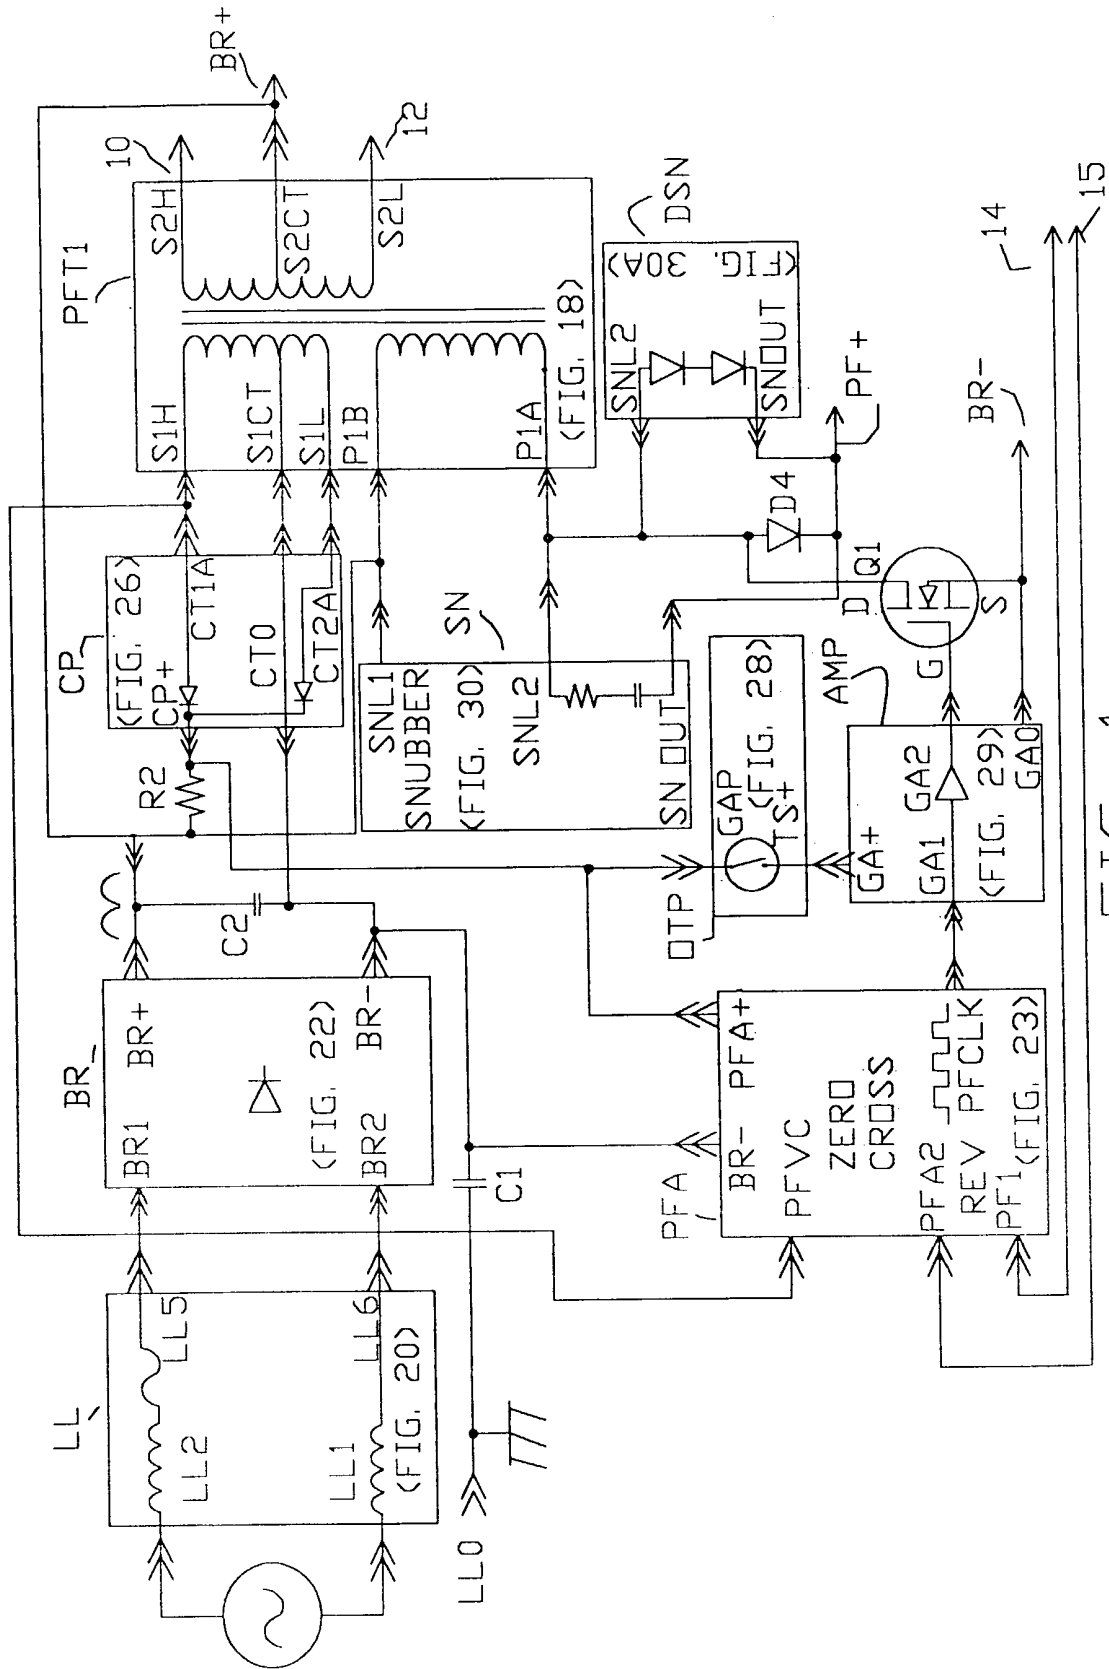 LL
LL2
LL5
LL1
LL6
(FIG. 20)
LL0
C1
BR
BR1
BR+
(FIG. 22)
BR2
BR-
C2
R2
CP
(FIG. 26)
CP+
CT1A
CT0
CT2A
SNL1
SNUBBER
(FIG. 30)
SNL2
SN OUT
SN
PFT1
S1H
S1CT
S1L
P1B
P1A
(FIG. 18)
S2H
S2CT
S2L
10
BR+
12
DSN
SNL2
(FIG. 30A)
SNOUT
PF+
D4
Q1
D
G
S
BR-
OTP
GAP
(FIG. 28)
TS+
AMP
GA+
GA1
GA2
(FIG. 29)
GA0
PFA
BR-
PFA+
PFVC
ZERO
CROSS
PFA2
REV PFCLK
PF1
(FIG. 23)
14
15